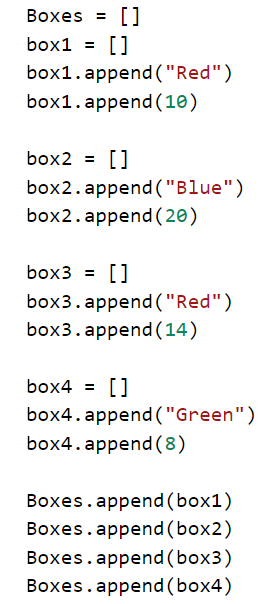 Boxes = []
box1 = []
box1.append("Red")
box1.append(10)
box2 = []
box2.append("Blue")
box2.append(20)
box3 = []
box3.append("Red")
box3.append(14)
box4 = []
box4.append("Green")
box4.append(8)
Boxes.append(box1)
Boxes.append(box2)
Boxes.append(box3)
Boxes.append(box4)